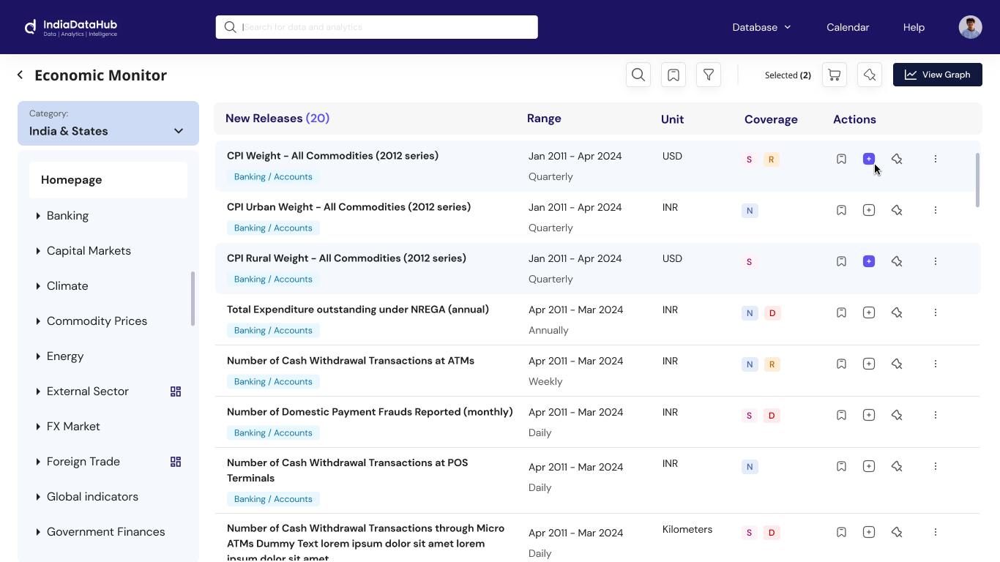 IndiaDataHub
Data | Analytics | Intelligence
Search for data and analytics
Database
Calendar
Help
Economic Monitor
Selected (2)
View Graph
Category:
India & States
Homepage
Banking
Capital Markets
Climate
Commodity Prices
Energy
External Sector
FX Market
Foreign Trade
Global indicators
Government Finances
New Releases (20)
Range
Unit
Coverage
Actions
CPI Weight - All Commodities (2012 series)
Banking / Accounts
Jan 2011 - Apr 2024
Quarterly
USD
S R
CPI Urban Weight - All Commodities (2012 series)
Banking / Accounts
Jan 2011 - Apr 2024
Quarterly
INR
N
CPI Rural Weight - All Commodities (2012 series)
Banking / Accounts
Jan 2011 - Apr 2024
Quarterly
USD
S
Total Expenditure outstanding under NREGA (annual)
Banking / Accounts
Apr 2011 - Mar 2024
Annually
INR
N D
Number of Cash Withdrawal Transactions at ATMs
Banking / Accounts
Apr 2011 - Mar 2024
Weekly
INR
N R
Number of Domestic Payment Frauds Reported (monthly)
Banking / Accounts
Apr 2011 - Mar 2024
Daily
INR
S D
Number of Cash Withdrawal Transactions at POS
Terminals
Banking / Accounts
Apr 2011 - Mar 2024
Daily
INR
N
Number of Cash Withdrawal Transactions through Micro
ATMs Dummy Text lorem ipsum dolor sit amet lorem
ipsum dolor sit amet
Apr 2011 - Mar 2024
Daily
Kilometers
S D